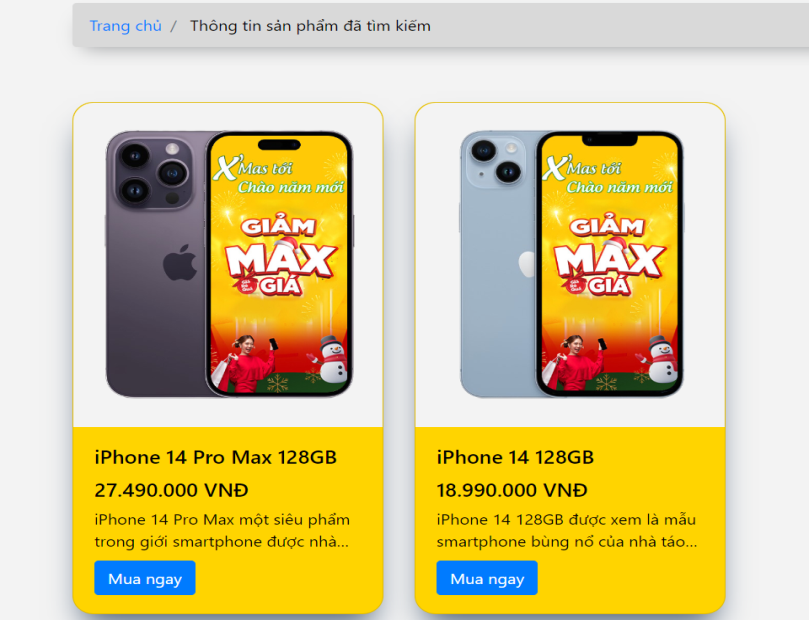 Trang chủ / Thông tin sản phẩm đã tìm kiếm
X'Mas tới
Chào năm mới
GIẢM
MAX
GIÁ
iPhone 14 Pro Max 128GB
27.490.000 VNĐ
iPhone 14 Pro Max một siêu phẩm
trong giới smartphone được nhà...
Mua ngay
X'Mas tới
Chào năm mới
GIẢM
MAX
GIÁ
iPhone 14 128GB
18.990.000 VNĐ
iPhone 14 128GB được xem là mẫu
smartphone bùng nổ của nhà táo...
Mua ngay